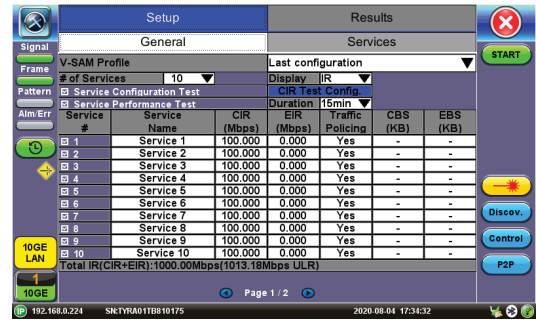 Setup Results
General Services
Signal
Frame
Pattern
Alm/Err
10GE
LAN
1
10GE
V-SAM Profile Last configuration
# of Services 10 Display IR
Service Configuration Test CIR Test Config.
Service Performance Test Duration 15min
Service Service CIR EIR Traffic CBS EBS
# Name (Mbps) (Mbps) Policing (KB) (KB)
1 Service 1 100.000 0.000 Yes - -
2 Service 2 100.000 0.000 Yes - -
3 Service 3 100.000 0.000 Yes - -
4 Service 4 100.000 0.000 Yes - -
5 Service 5 100.000 0.000 Yes - -
6 Service 6 100.000 0.000 Yes - -
7 Service 7 100.000 0.000 Yes - -
8 Service 8 100.000 0.000 Yes - -
9 Service 9 100.000 0.000 Yes - -
10 Service 10 100.000 0.000 Yes - -
Total IR(CIR+EIR):1000.00Mbps(1013.18Mbps ULR)
Page 1 / 2
START
Discov.
Control
P2P
IP 192.168.0.224 SN:TYRA01TB810175 2020-08-04 17:34:32